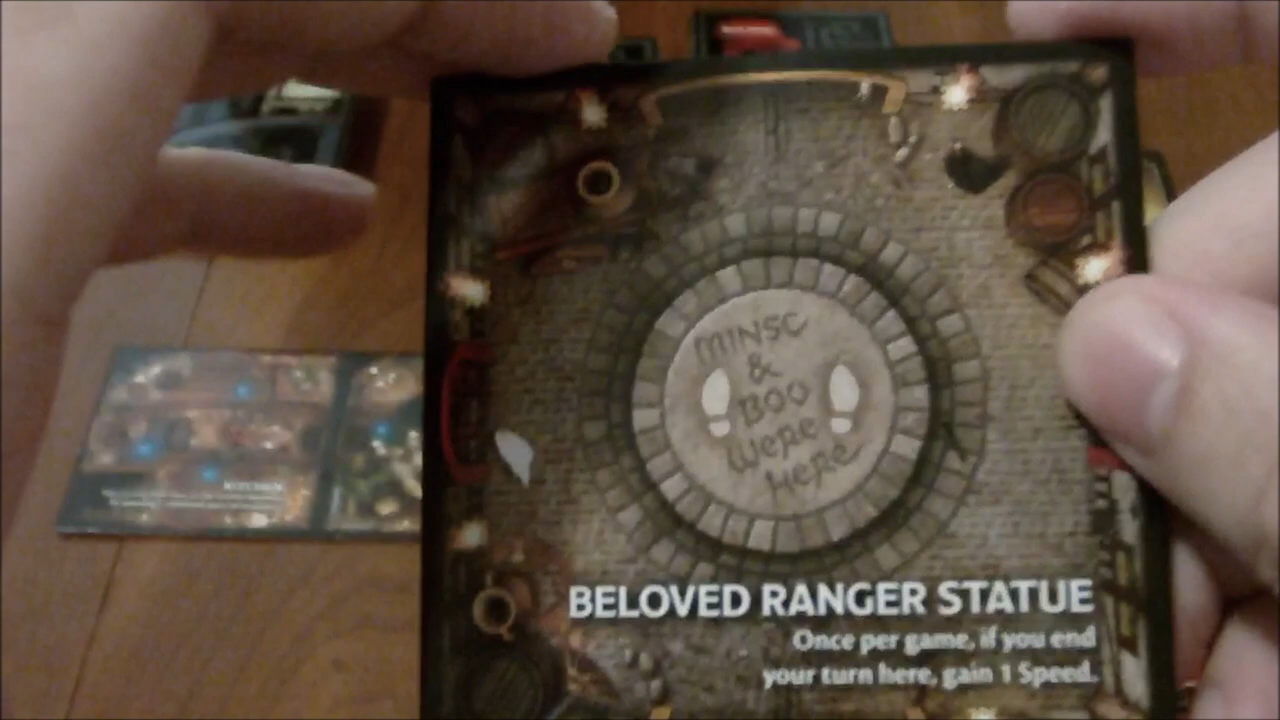 MINSC
&
BOO
WERE
HERE
BELOVED RANGER STATUE
Once per game, if you end
your turn here, gain 1 Speed.